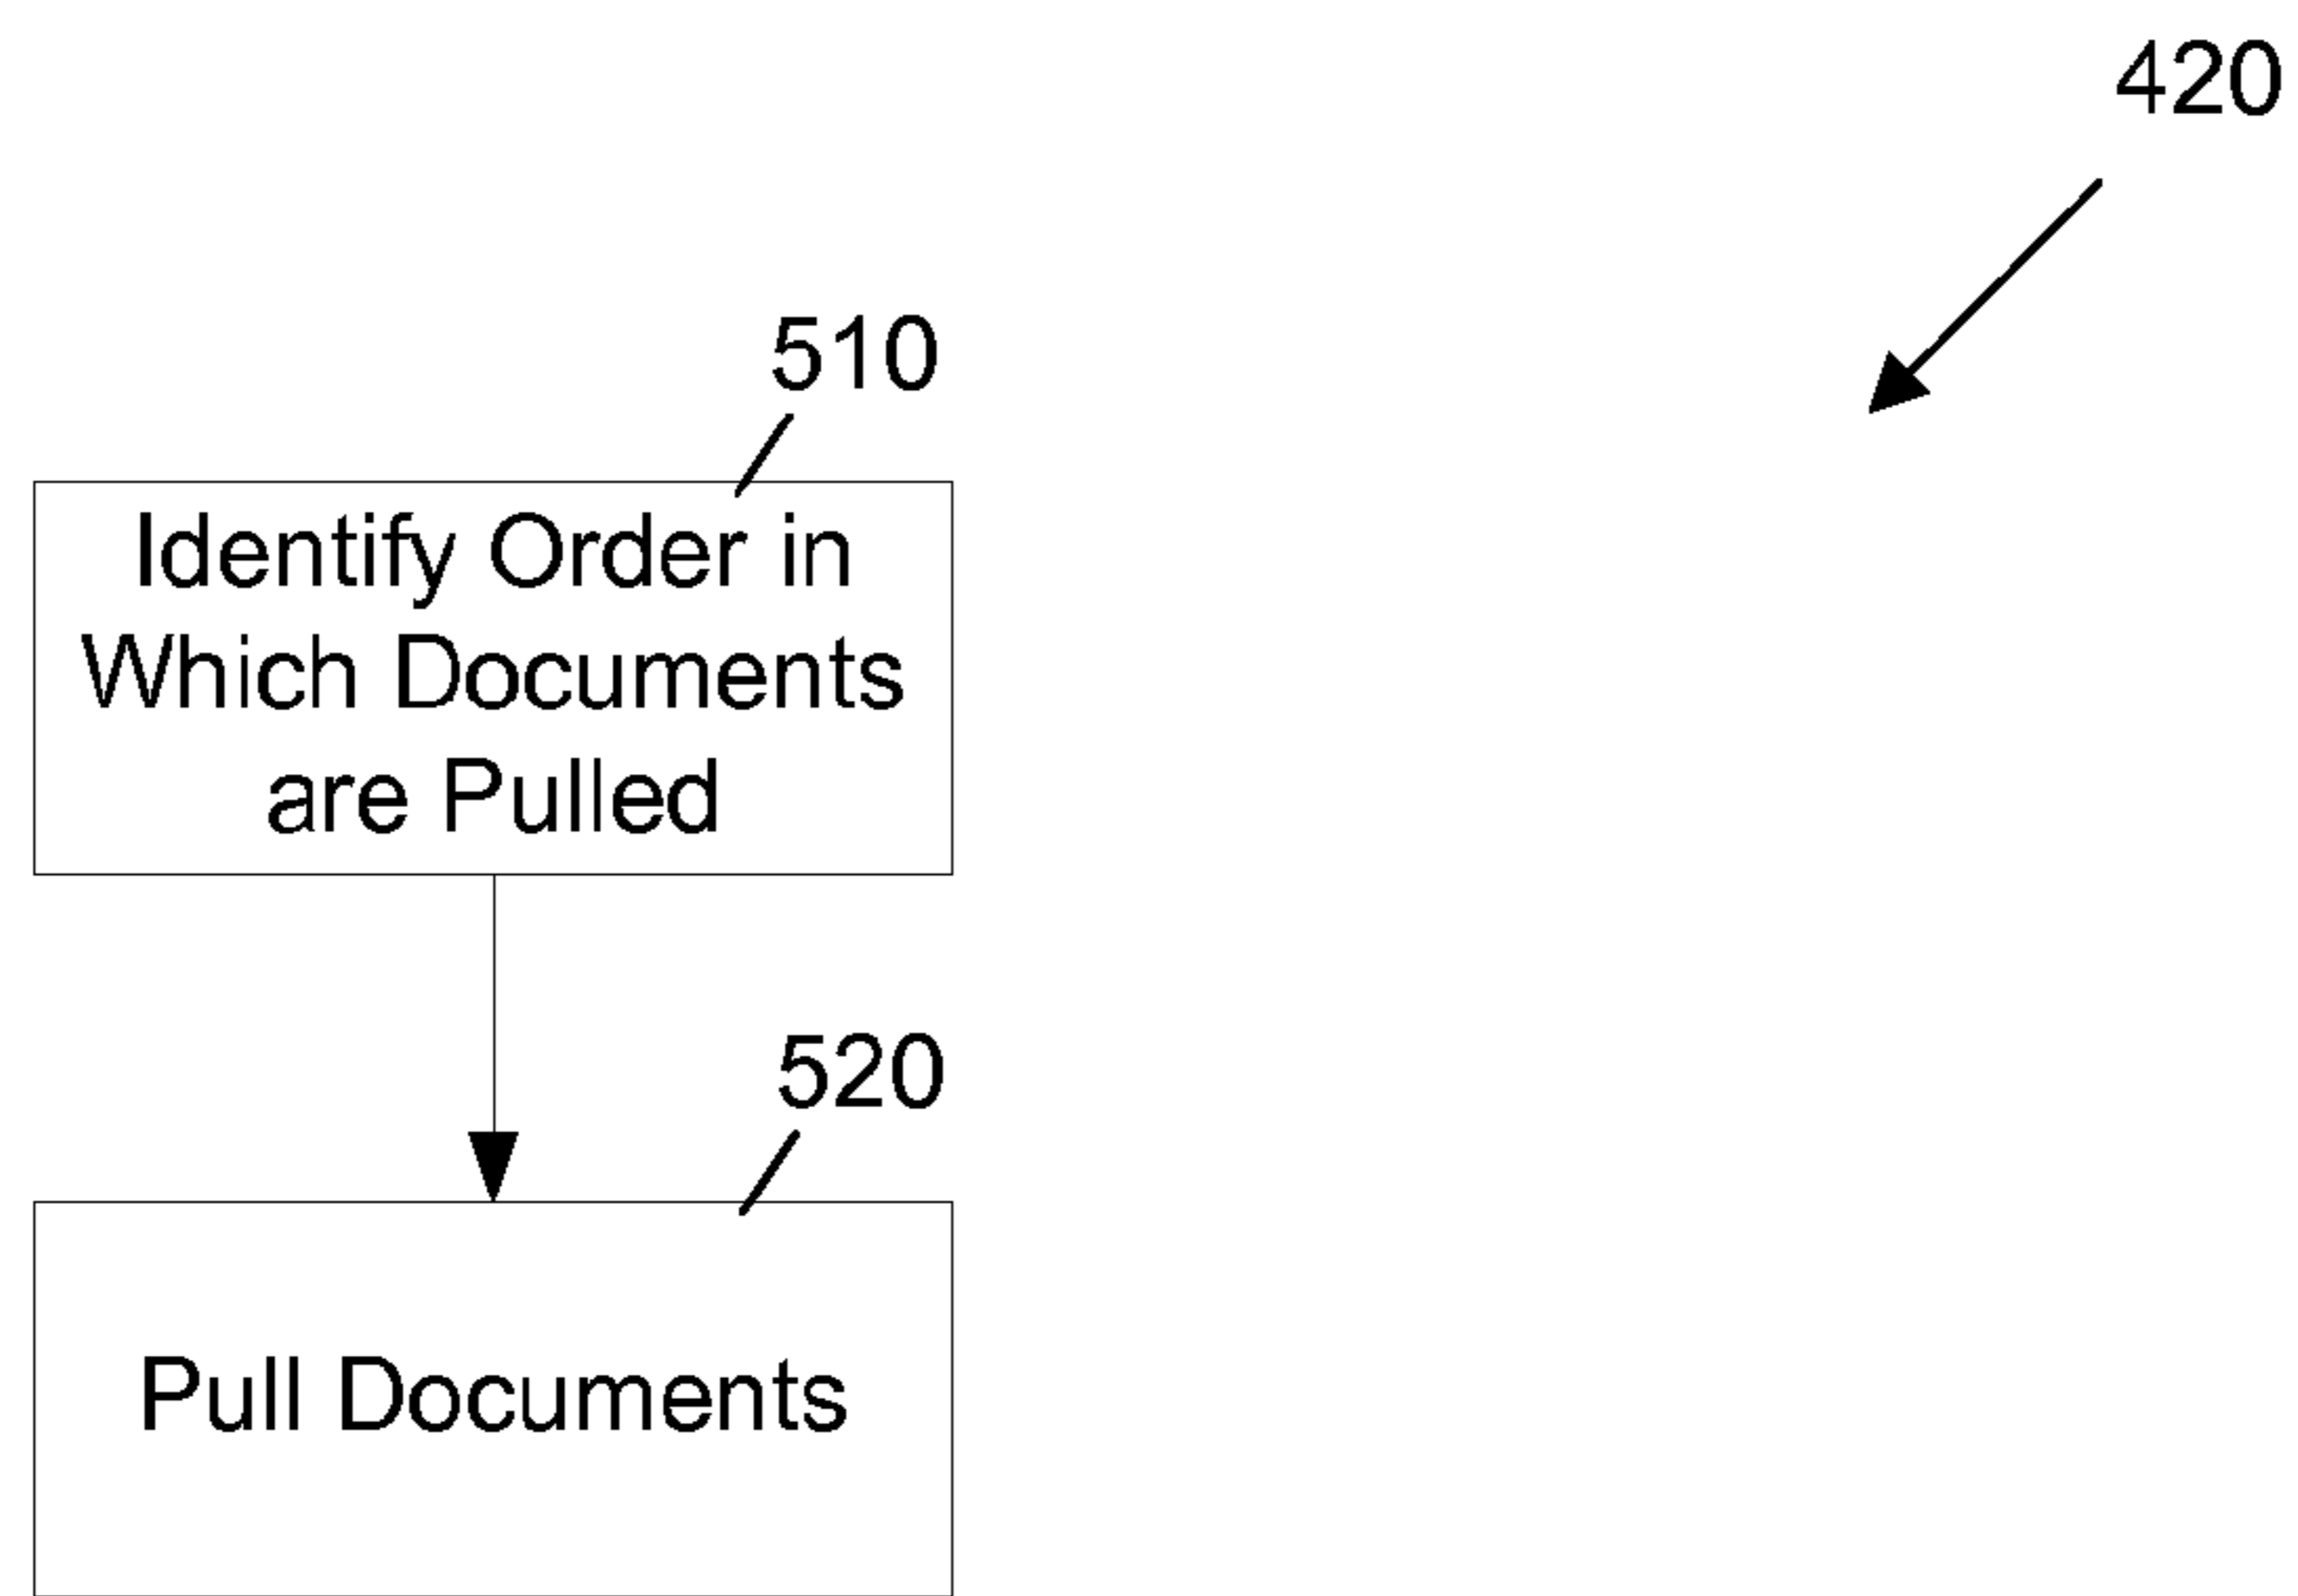 420
510
Identify Order in
Which Documents
are Pulled
520
Pull Documents